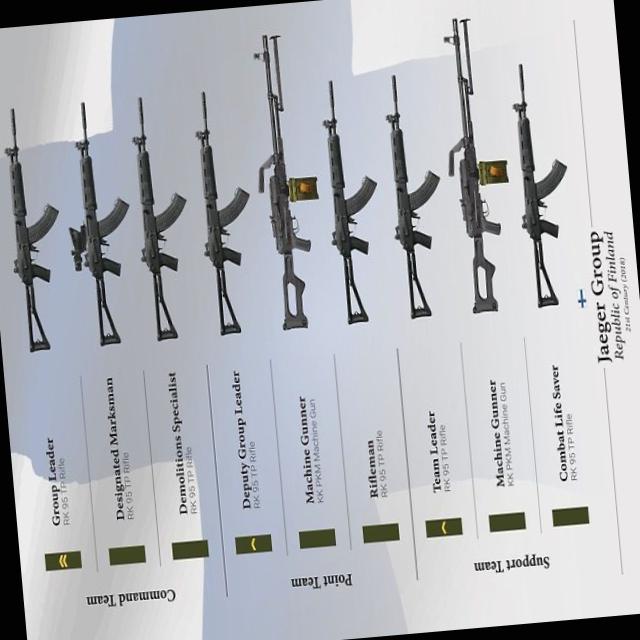 Jaeger Group
Republic of Finland
21st Century (2018)
Command Team
Group Leader
RK 95 TP Rifle
Designated Marksman
RK 95 TP Rifle
Demolitions Specialist
RK 95 TP Rifle
Point Team
Deputy Group Leader
RK 95 TP Rifle
Machine Gunner
KK PKM Machine Gun
Rifleman
RK 95 TP Rifle
Support Team
Team Leader
RK 95 TP Rifle
Machine Gunner
KK PKM Machine Gun
Combat Life Saver
RK 95 TP Rifle